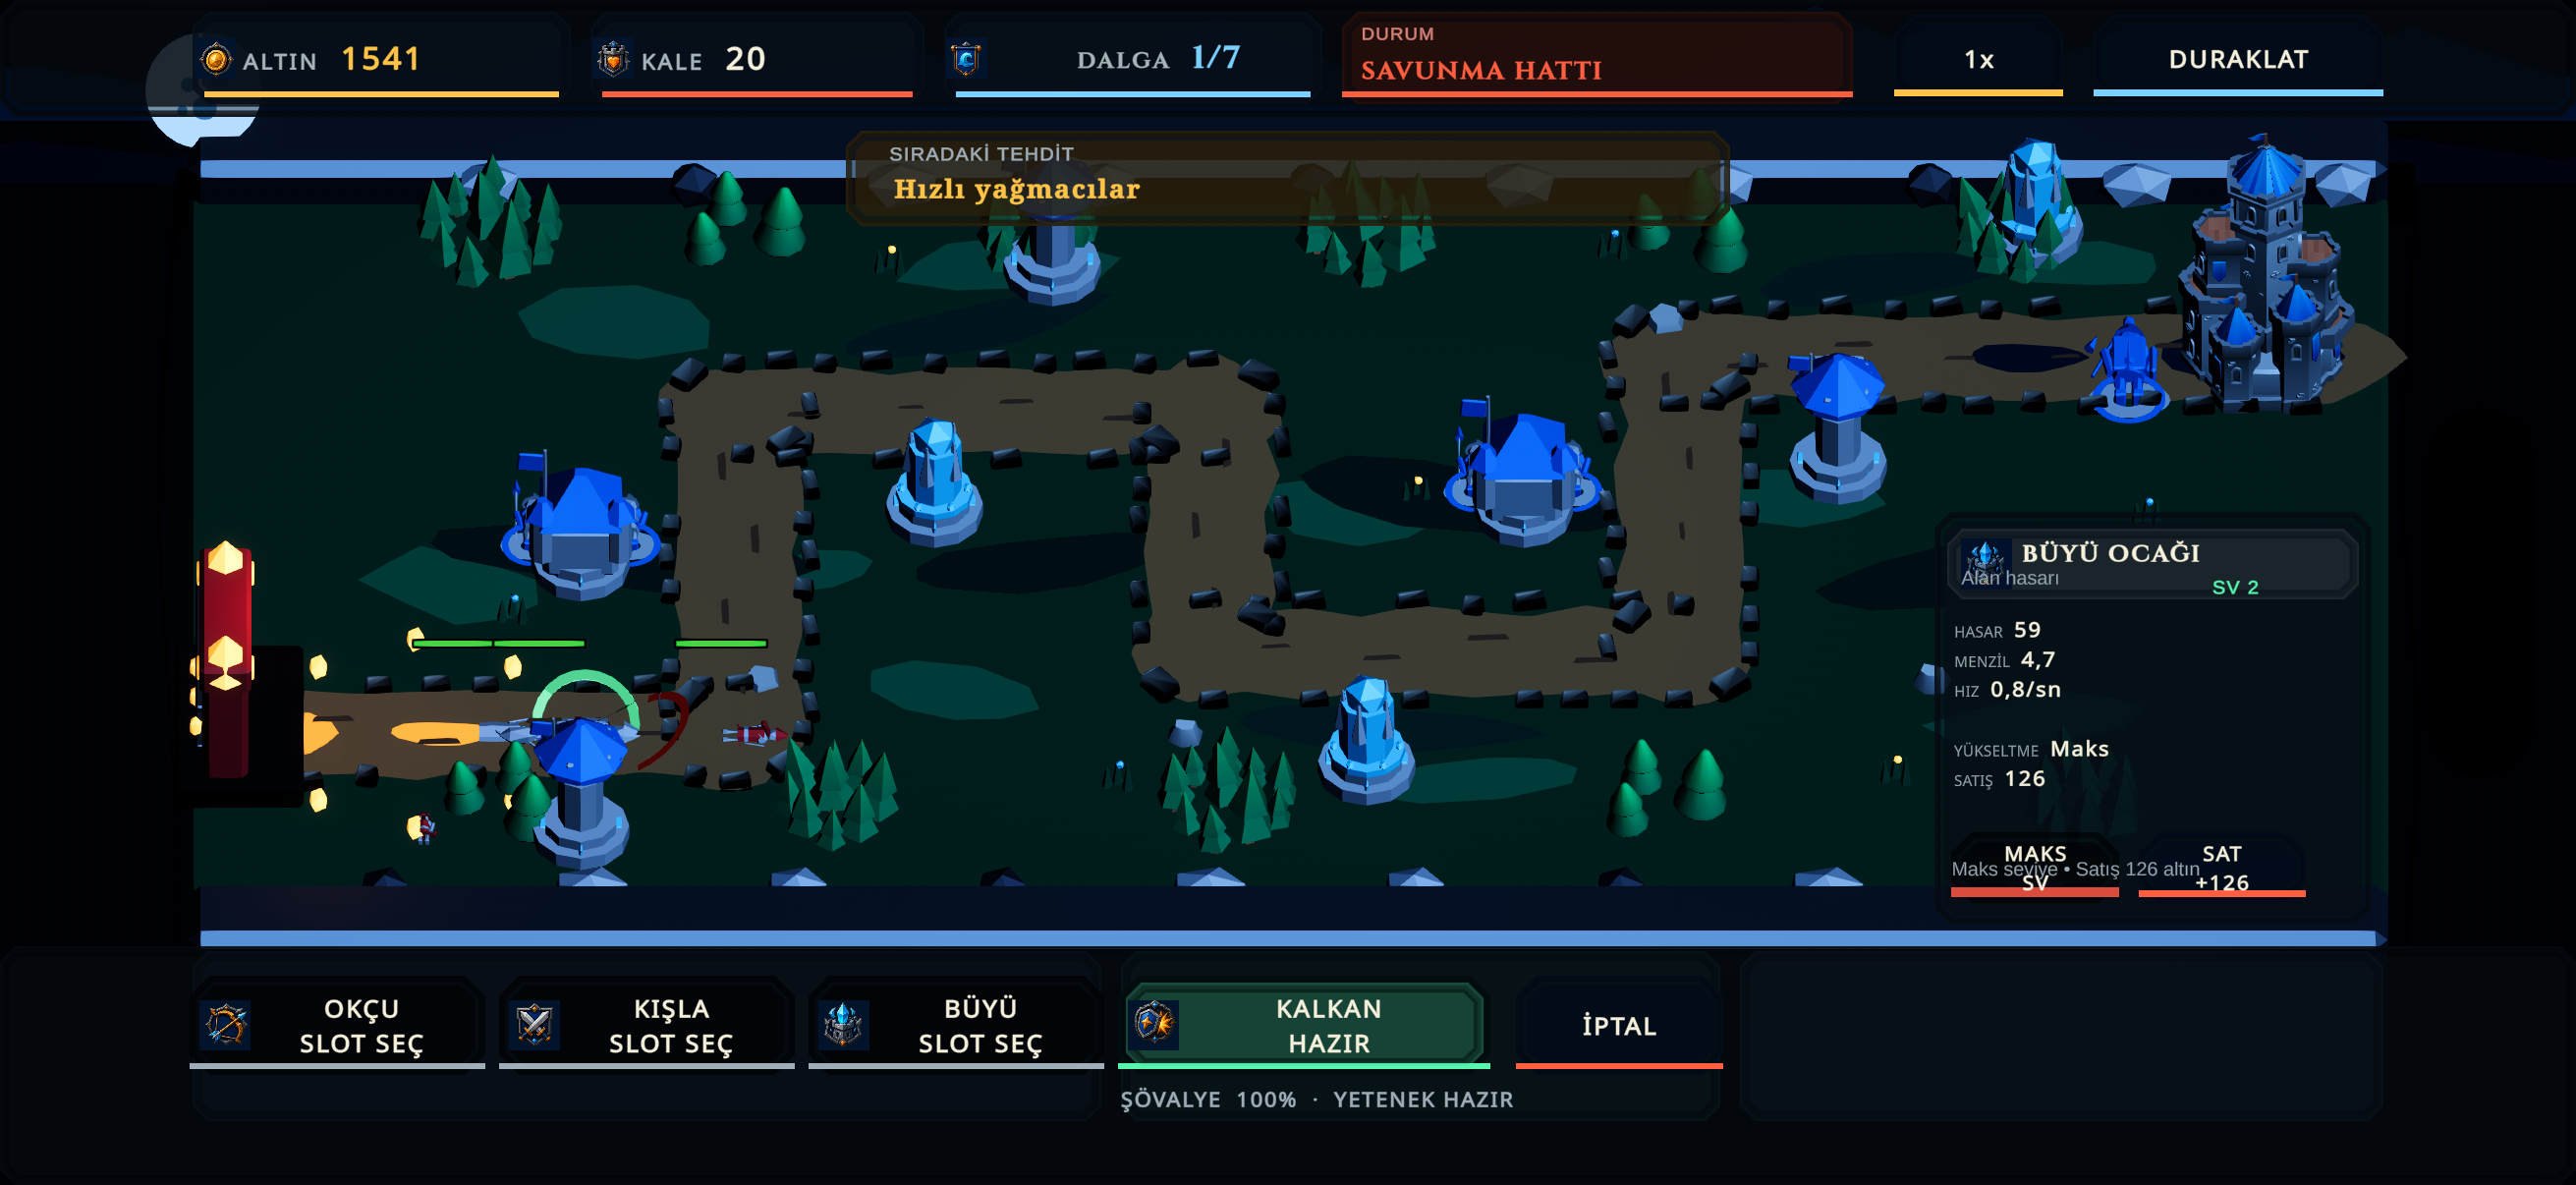 ALTIN 1541
KALE 20
DALGA 1/7
DURUM
SAVUNMA HATTI
1x
DURAKLAT
SIRADAKİ TEHDİT
Hızlı yağmacılar
BÜYÜ OCAĞI
Alan hasarı
SV 2
HASAR 59
MENZİL 4,7
HIZ 0,8/sn
YÜKSELTME Maks
SATIŞ 126
MAKS
SV
SAT
+126
Maks seviye • Satış 126 altın
OKÇU
SLOT SEÇ
KIŞLA
SLOT SEÇ
BÜYÜ
SLOT SEÇ
KALKAN
HAZIR
İPTAL
ŞÖVALYE 100% · YETENEK HAZIR